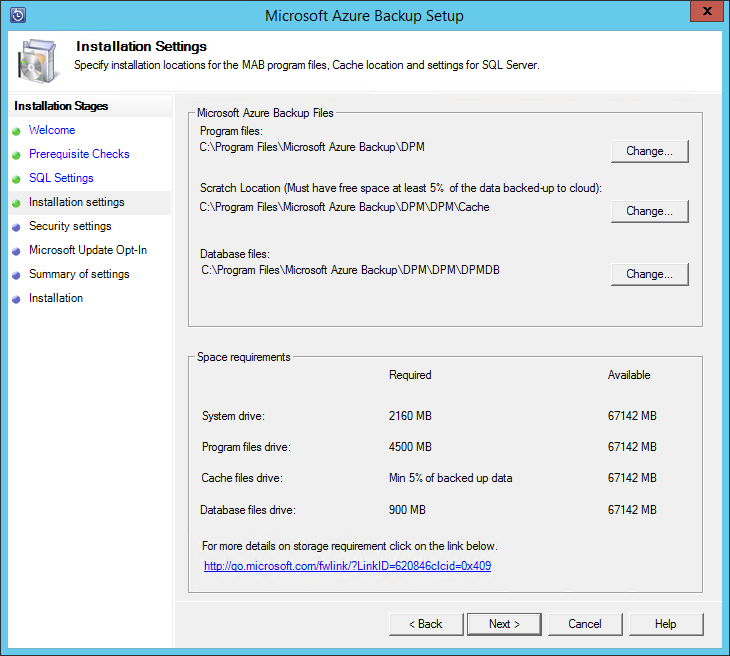 Microsoft Azure Backup Setup
x
Installation Settings
Specify installation locations for the MAB program files, Cache location and settings for SQL Server.
Installation Stages
Welcome
Prerequisite Checks
SQL Settings
Installation settings
Security settings
Microsoft Update Opt-In
Summary of settings
Installation
Microsoft Azure Backup Files
Program files:
C:\Program Files\Microsoft Azure Backup\DPM
Change...
Scratch Location (Must have free space at least 5% of the data backed-up to cloud):
C:\Program Files\Microsoft Azure Backup\DPM\DPM\Cache
Change...
Database files:
C:\Program Files\Microsoft Azure Backup\DPM\DPM\DPMDB
Change...
Space requirements
Required Available
System drive: 2160 MB 67142 MB
Program files drive: 4500 MB 67142 MB
Cache files drive: Min 5% of backed up data 67142 MB
Database files drive: 900 MB 67142 MB
For more details on storage requirement click on the link below.
http://go.microsoft.com/fwlink/?LinkID=620846clcid=0x409
< Back Next > Cancel Help